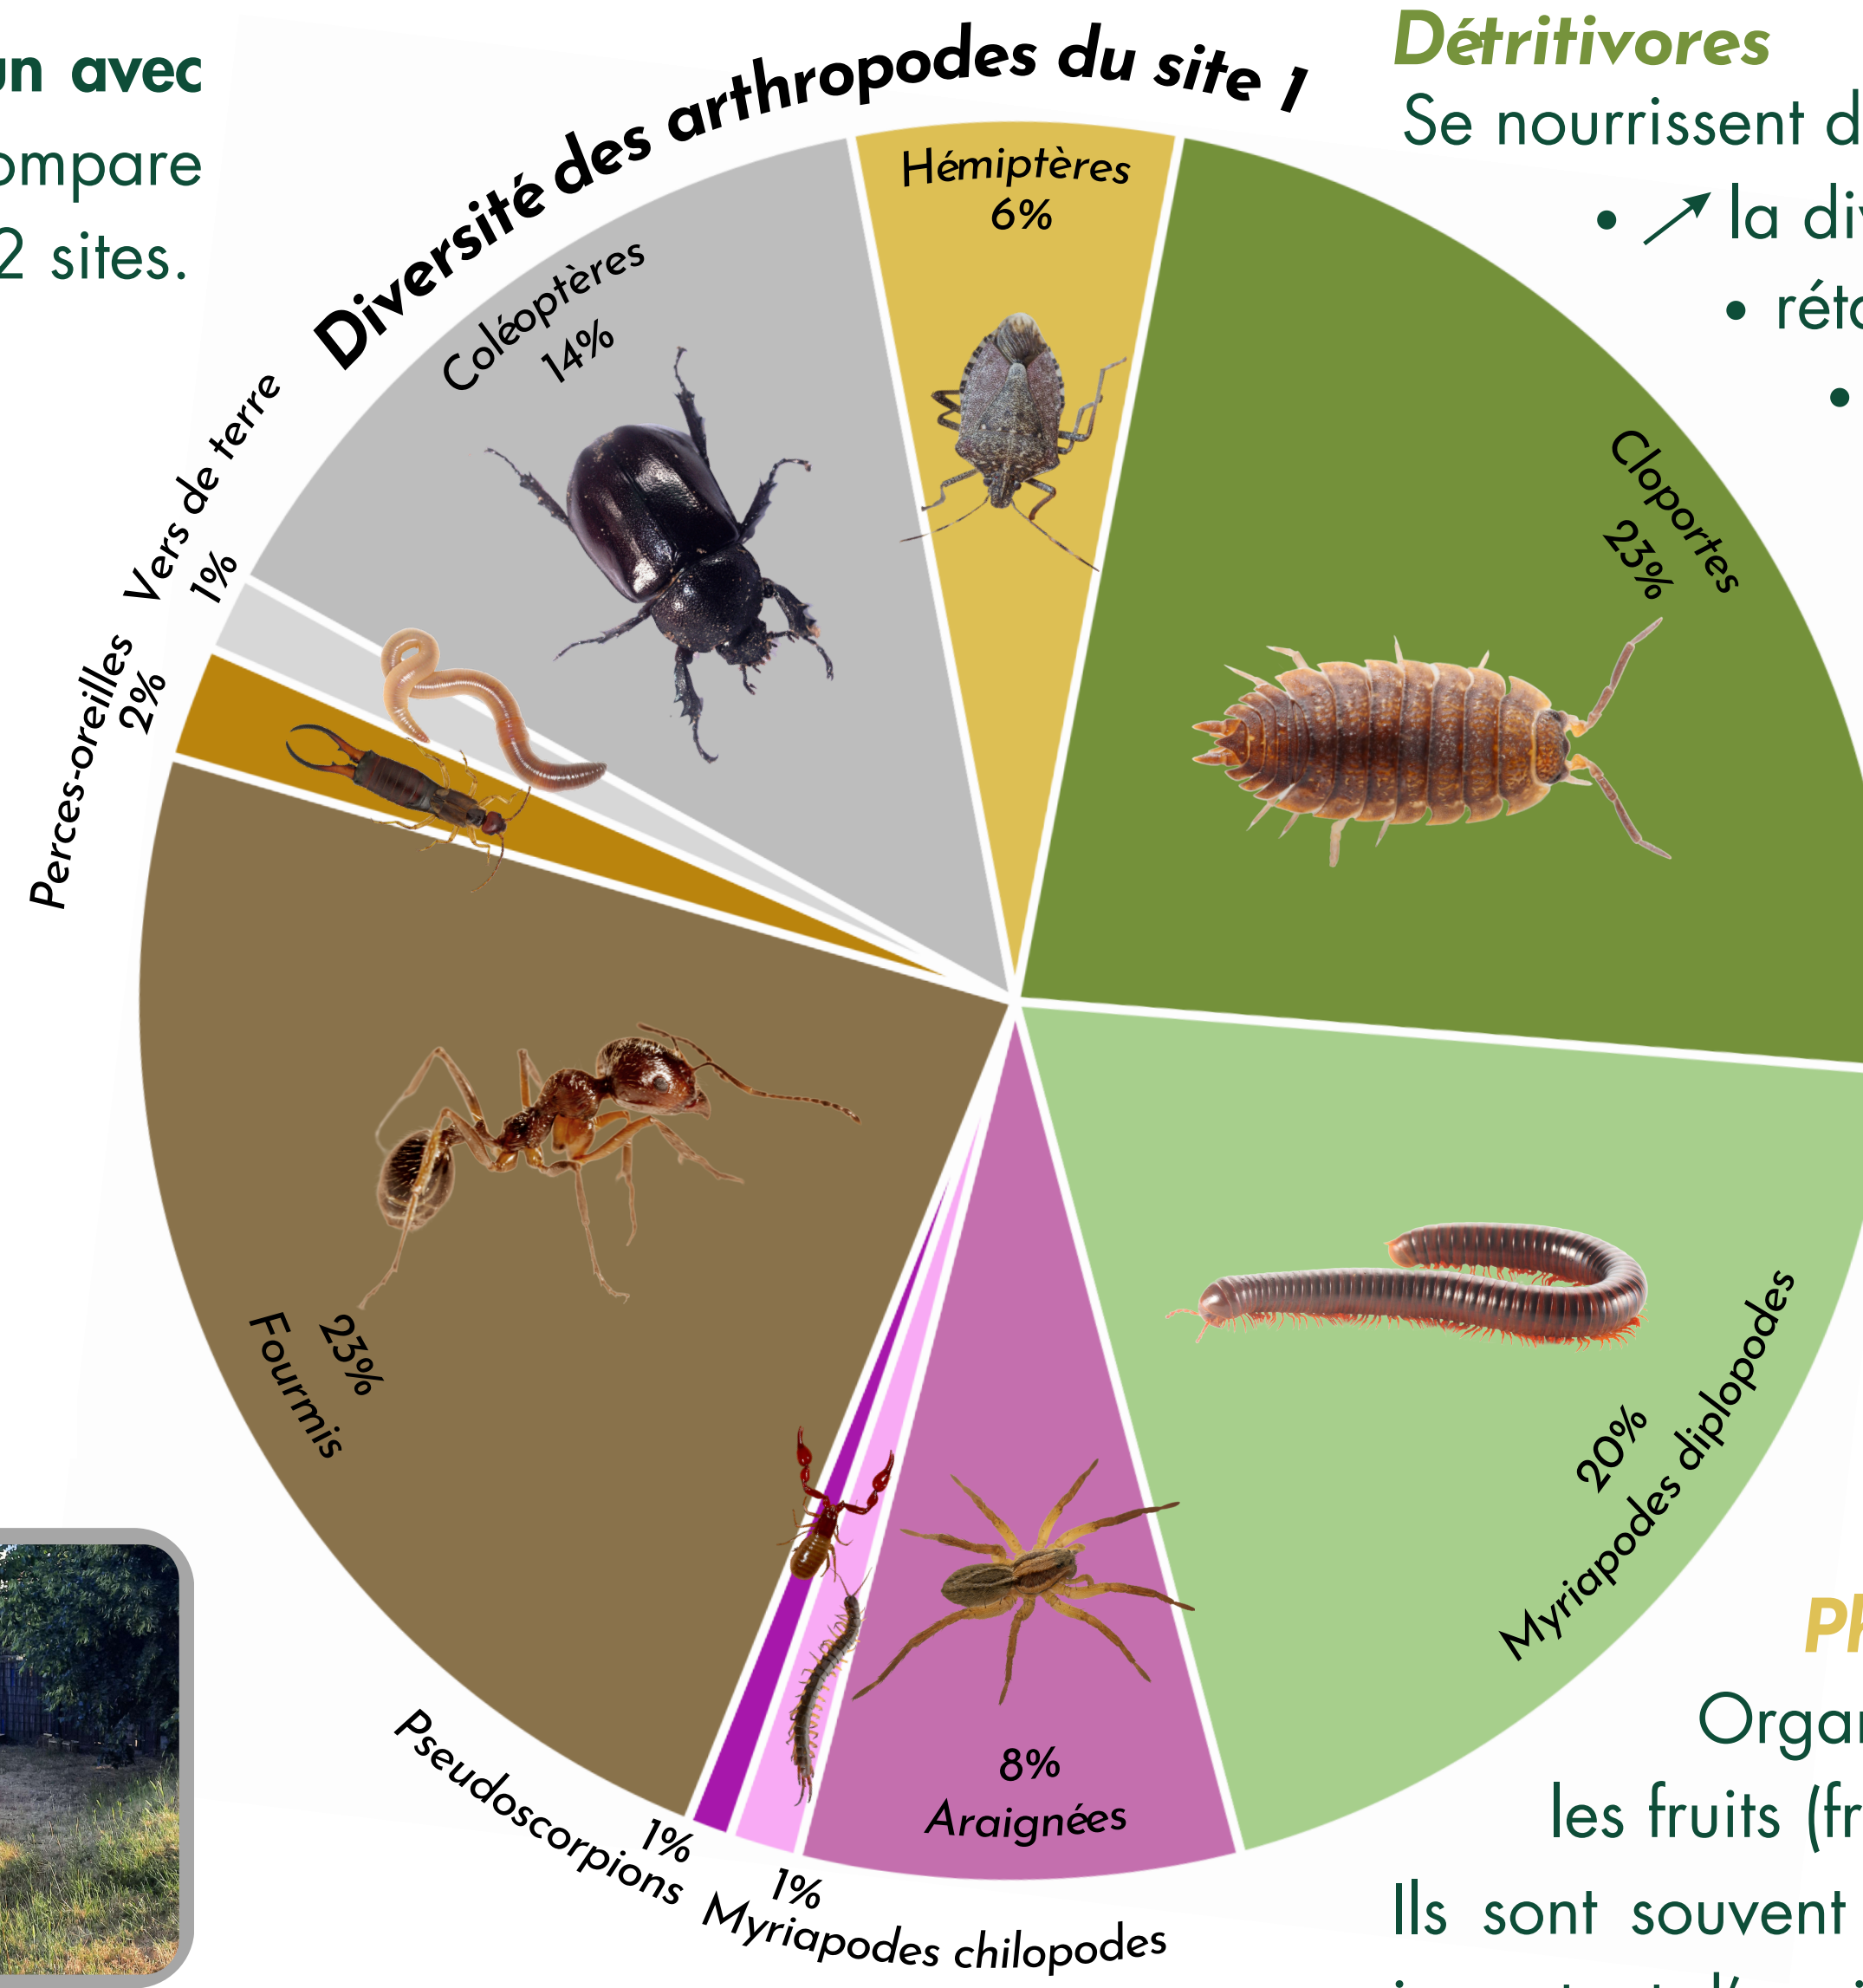 un avec
ompare
2 sites.
Diversité des arthropodes du site 1
Détritivores
Se nourrissent d
• la div
• réta
•
Hémiptères
6%
Cloportes
23%
20%
Myriapodes diplopodes
8%
Araignées
1%
Myriapodes chilopodes
1%
Pseudoscorpions
23%
Fourmis
Perces-oreilles
2%
Vers de terre
1%
Coléoptères
14%
Organ
les fruits (fr
Ils sont souvent